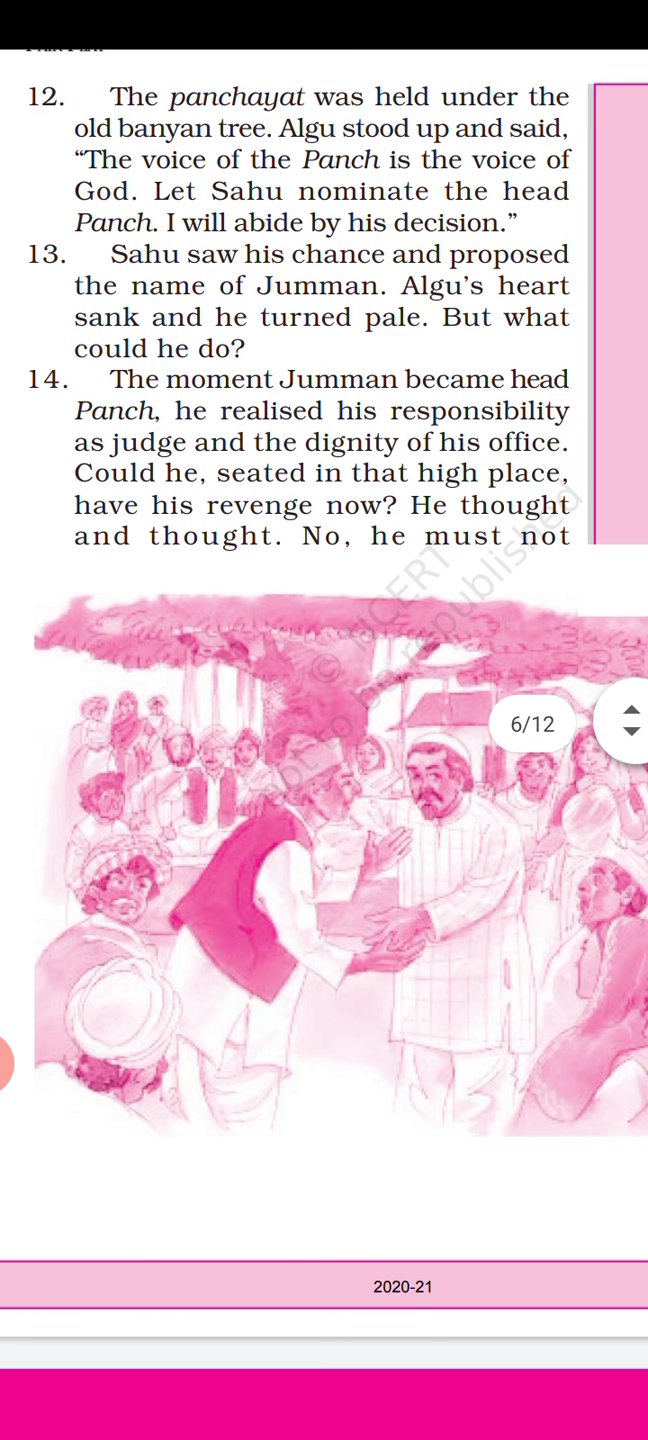 12. The panchayat was held under the
old banyan tree. Algu stood up and said,
“The voice of the Panch is the voice of
God. Let Sahu nominate the head
Panch. I will abide by his decision.”
13. Sahu saw his chance and proposed
the name of Jumman. Algu’s heart
sank and he turned pale. But what
could he do?
14. The moment Jumman became head
Panch, he realised his responsibility
as judge and the dignity of his office.
Could he, seated in that high place,
have his revenge now? He thought
and thought. No, he must not
© NCERT
not to be republished
6/12
2020-21